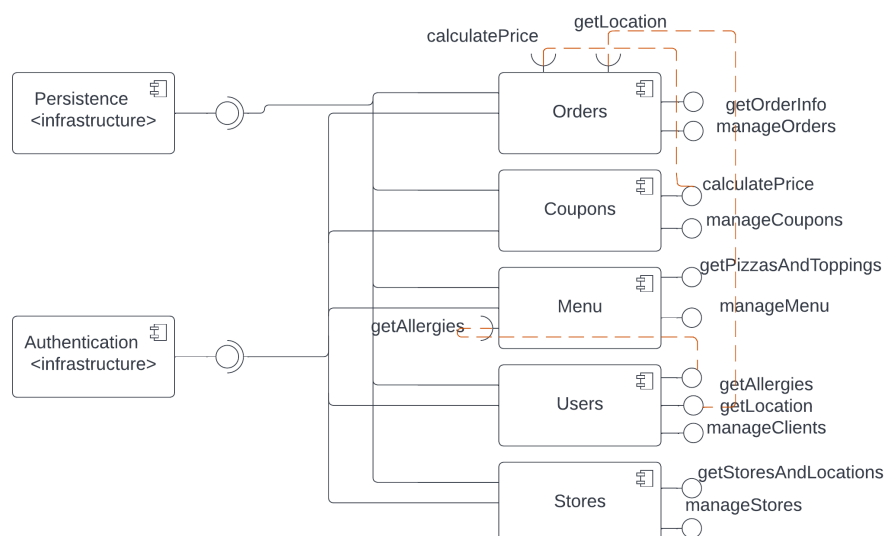 getLocation
calculatePrice
Persistence
<infrastructure>
Orders
getOrderInfo
manageOrders
Coupons
calculatePrice
manageCoupons
Menu
getPizzasAndToppings
manageMenu
getAllergies
Authentication
<infrastructure>
Users
getAllergies
getLocation
manageClients
Stores
getStoresAndLocations
manageStores